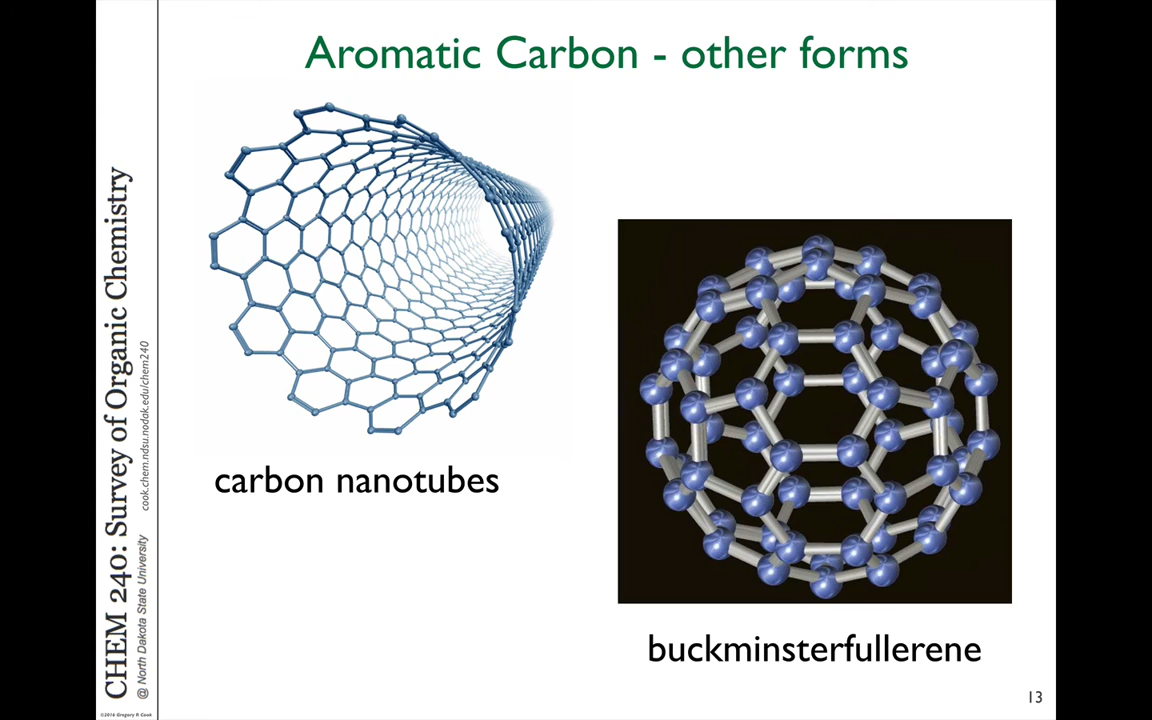 Aromatic Carbon - other forms
carbon nanotubes
buckminsterfullerene
13
CHEM 240: Survey of Organic Chemistry
@ North Dakota State University cook.chem.ndsu.nodak.edu/chem240
©2016 Gregory R Cook